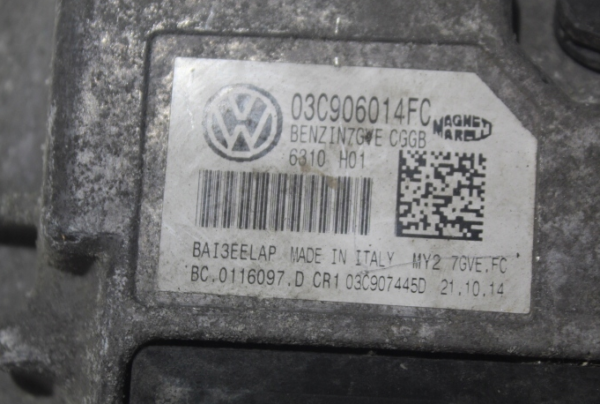 03C906014FC
MAGNETI MARELLI
BENZIN7GVE CGGB
6310 H01
BAI3EELAP MADE IN ITALY MY2 7GVE.FC
BC.0116097.D CR1 03C907445D 21.10.14